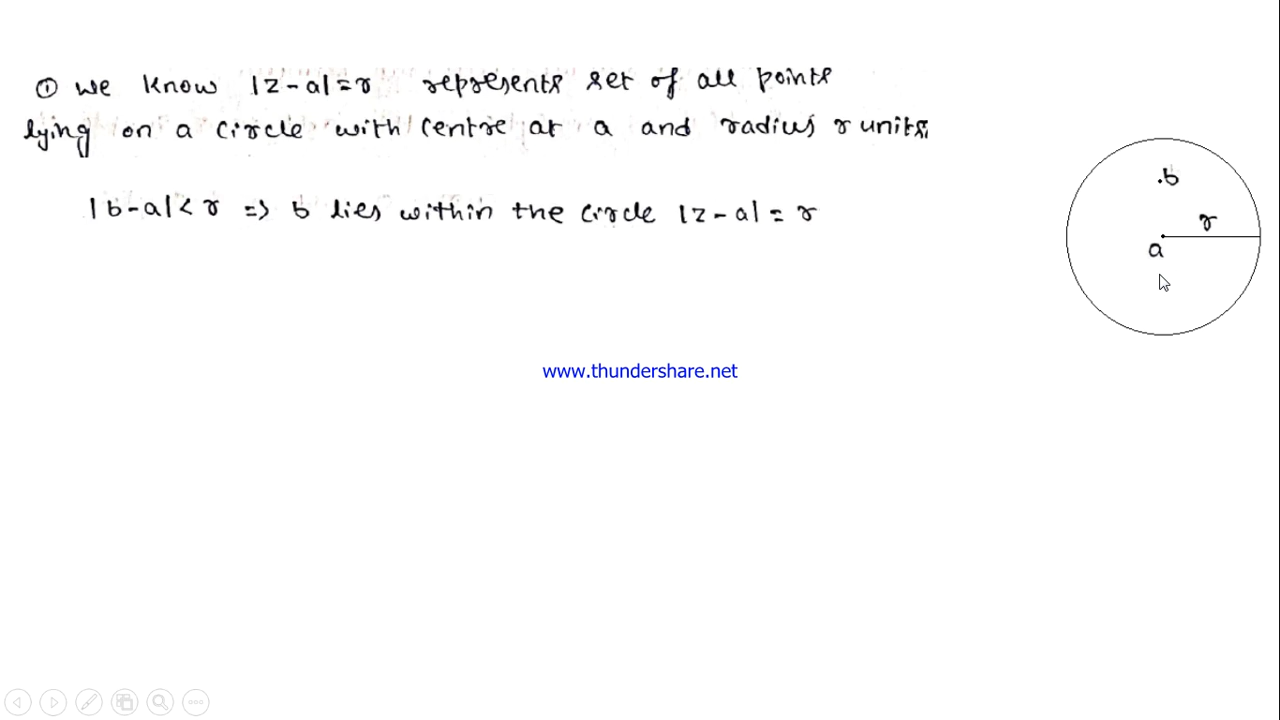 ① We know |z-a|=r represents set of all points
lying on a circle with centre at a and radius r units.
|b-a|<r => b lies within the circle |z-a| = r
.b
r
a
www.thundershare.net